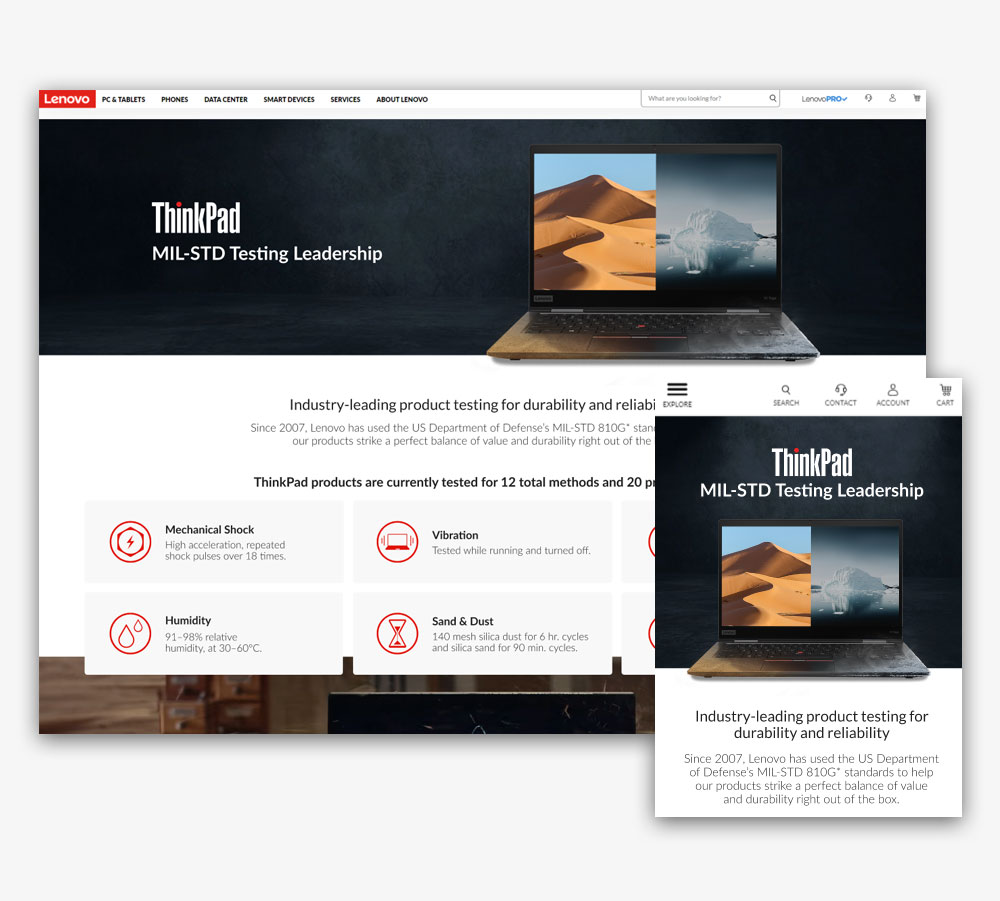 Lenovo PC & TABLETS PHONES DATA CENTER SMART DEVICES SERVICES ABOUT LENOVO What are you looking for? LenovoPRO
ThinkPad
MIL-STD Testing Leadership
Lenovo
Industry-leading product testing for durability and reliabi
Since 2007, Lenovo has used the US Department of Defense's MIL-STD 810G* stan
our products strike a perfect balance of value and durability right out of the
ThinkPad products are currently tested for 12 total methods and 20 pr
Mechanical Shock
High acceleration, repeated
shock pulses over 18 times.
Vibration
Tested while running and turned off.
Humidity
91–98% relative
humidity, at 30–60°C.
Sand & Dust
140 mesh silica dust for 6 hr. cycles
and silica sand for 90 min. cycles.
EXPLORE SEARCH CONTACT ACCOUNT CART
ThinkPad
MIL-STD Testing Leadership
Industry-leading product testing for
durability and reliability
Since 2007, Lenovo has used the US Department
of Defense's MIL-STD 810G* standards to help
our products strike a perfect balance of value
and durability right out of the box.